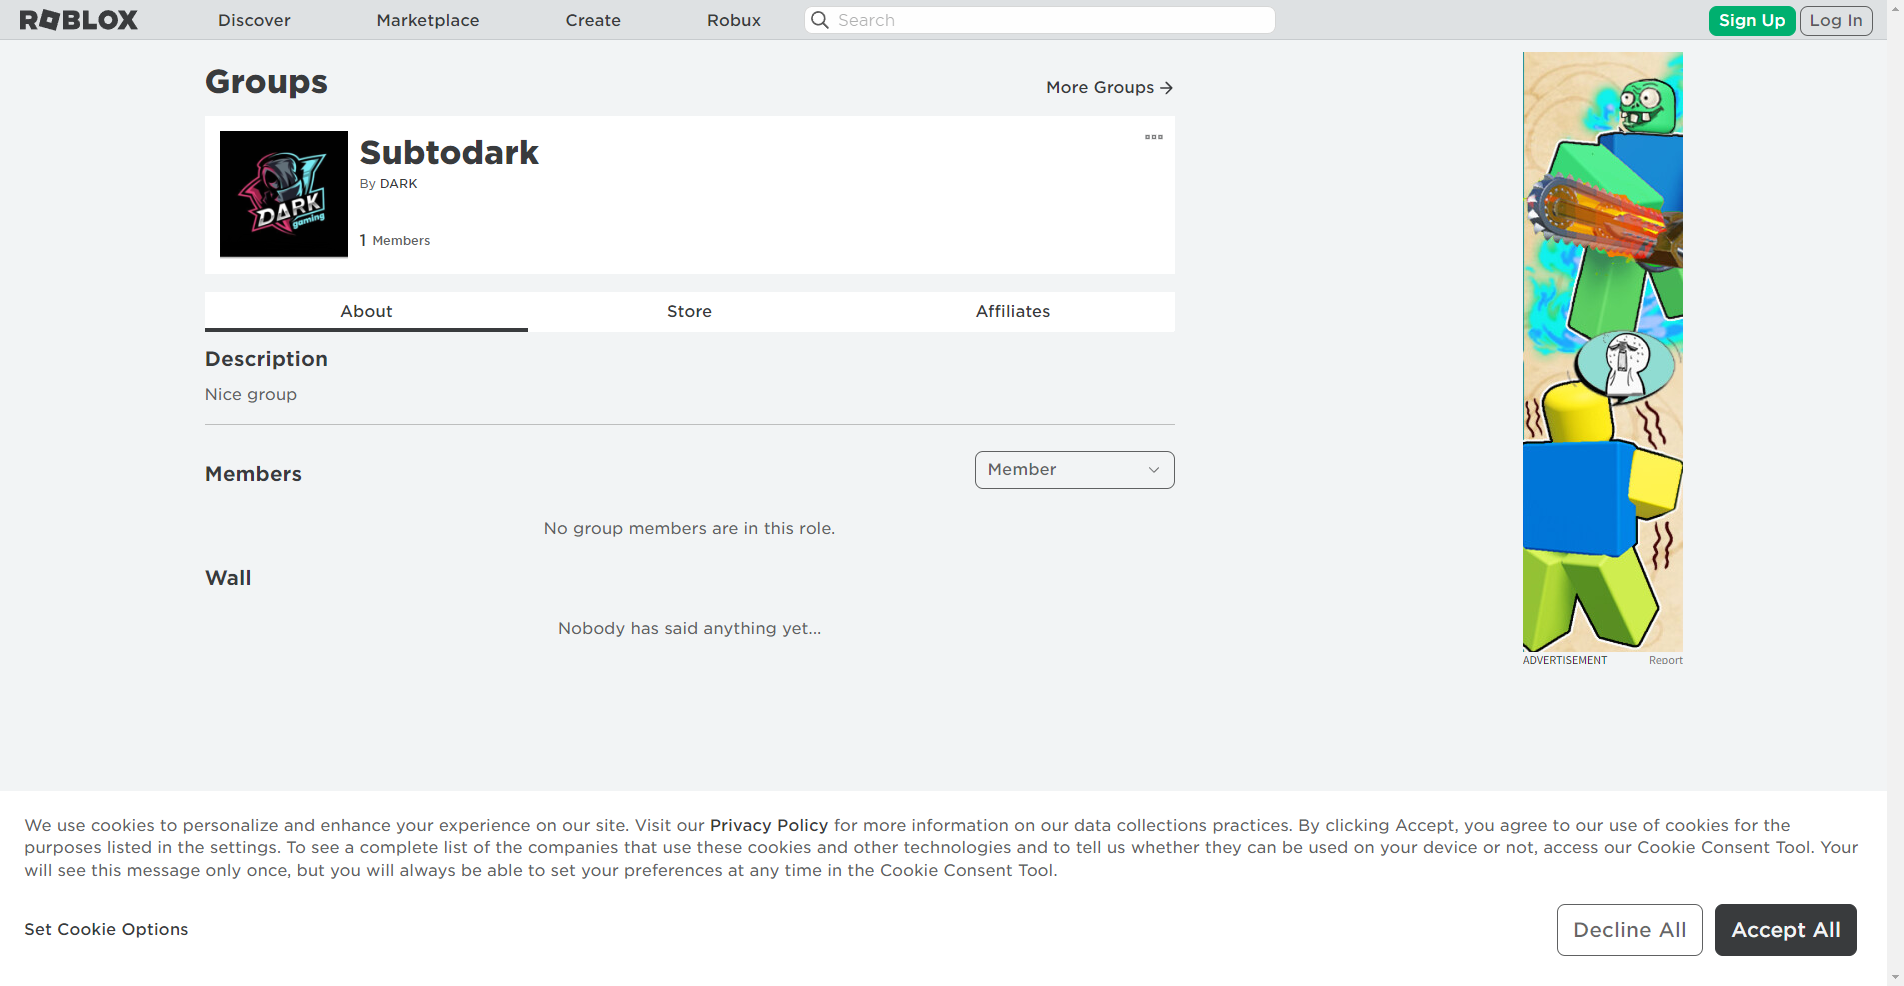 ROBLOX Discover Marketplace Create Robux Search Sign Up Log In
Groups
More Groups
Subtodark
By DARK
1 Members
DARK
gaming
About Store Affiliates
Description
Nice group
Members
Member
No group members are in this role.
Wall
Nobody has said anything yet...
ADVERTISEMENT Report
We use cookies to personalize and enhance your experience on our site. Visit our Privacy Policy for more information on our data collections practices. By clicking Accept, you agree to our use of cookies for the
purposes listed in the settings. To see a complete list of the companies that use these cookies and other technologies and to tell us whether they can be used on your device or not, access our Cookie Consent Tool. Your
will see this message only once, but you will always be able to set your preferences at any time in the Cookie Consent Tool.
Set Cookie Options
Decline All
Accept All